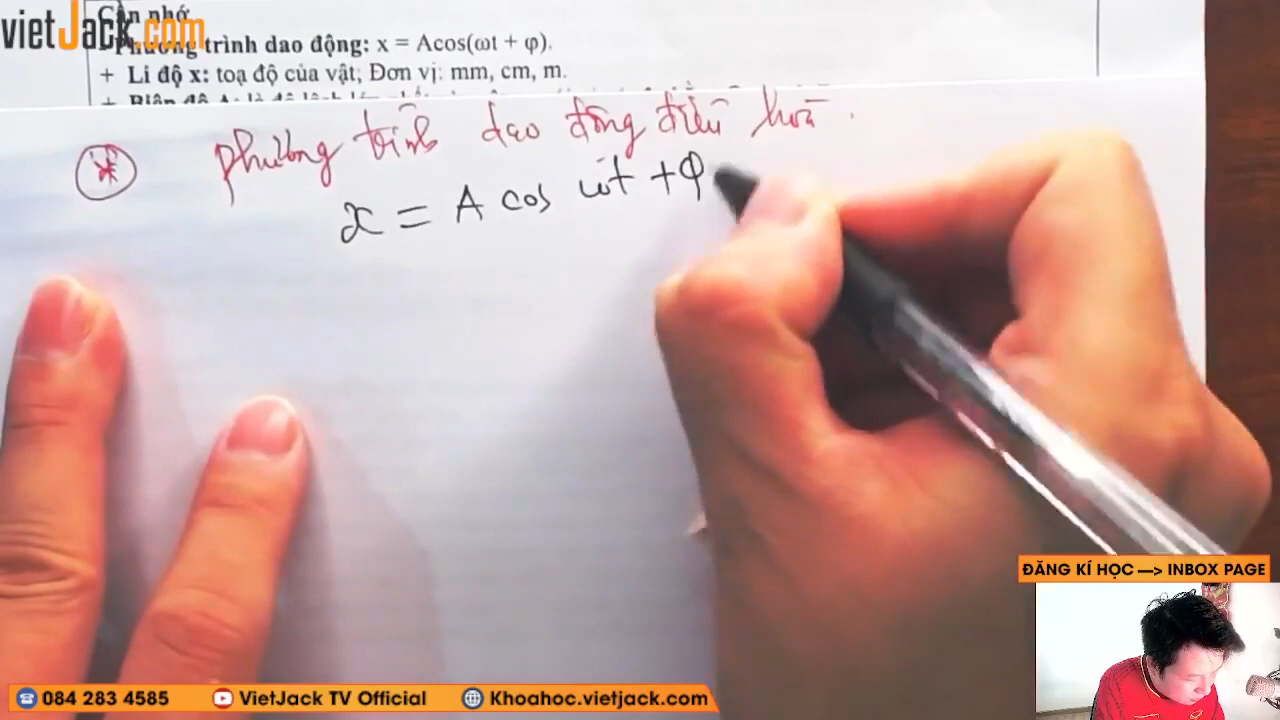 Cần nhớ
vietJack.com
Phương trình dao động: x = Acos(ωt + φ).
+ Li độ x: toạ độ của vật; Đơn vị: mm, cm, m.
phương trình dao động điều hoà.
x = A cos ωt + φ
ĐĂNG KÍ HỌC —> INBOX PAGE
084 283 4585 VietJack TV Official Khoahoc.vietjack.com